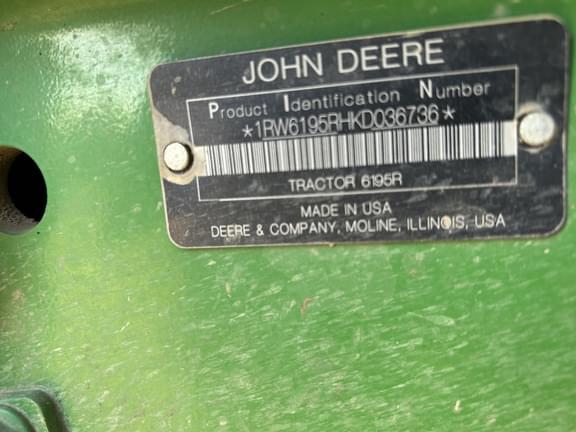 JOHN DEERE
Product Identification Number
*1RW6195RHKD036736*
TRACTOR 6195R
MADE IN USA
DEERE & COMPANY, MOLINE, ILLINOIS, USA